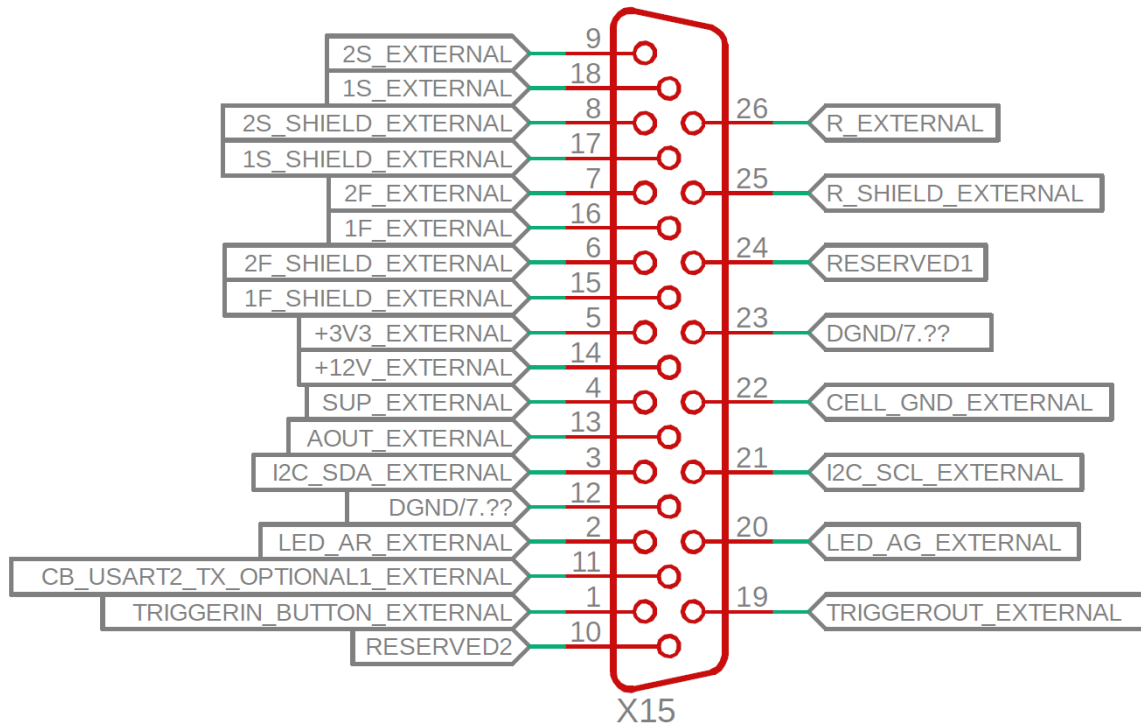 2S_EXTERNAL 9
1S_EXTERNAL 18
2S_SHIELD_EXTERNAL 8 26 R_EXTERNAL
1S_SHIELD_EXTERNAL 17
2F_EXTERNAL 7 25 R_SHIELD_EXTERNAL
1F_EXTERNAL 16
2F_SHIELD_EXTERNAL 6 24 RESERVED1
1F_SHIELD_EXTERNAL 15
+3V3_EXTERNAL 5 23 DGND/7.??
+12V_EXTERNAL 14
SUP_EXTERNAL 4 22 CELL_GND_EXTERNAL
AOUT_EXTERNAL 13
I2C_SDA_EXTERNAL 3 21 I2C_SCL_EXTERNAL
DGND/7.?? 12
LED_AR_EXTERNAL 2 20 LED_AG_EXTERNAL
CB_USART2_TX_OPTIONAL1_EXTERNAL 11
TRIGGERIN_BUTTON_EXTERNAL 1 19 TRIGGEROUT_EXTERNAL
RESERVED2 10
X15